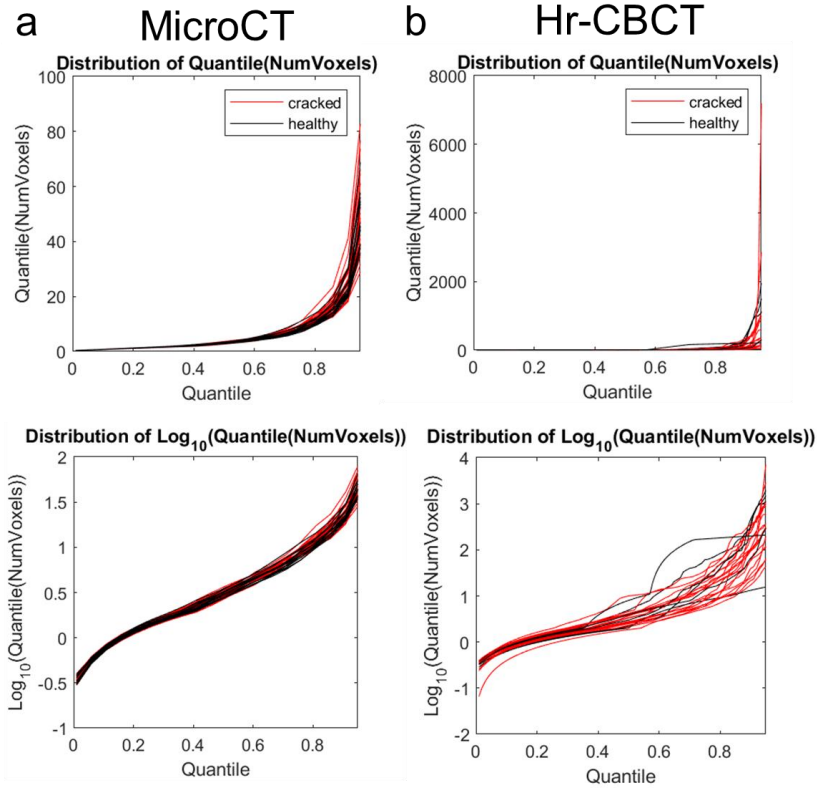 a MicroCT
Distribution of Quantile(NumVoxels)
Quantile(NumVoxels)
100
80
60
40
20
0
cracked
healthy
0 0.2 0.4 0.6 0.8
Quantile
b Hr-CBCT
Distribution of Quantile(NumVoxels)
Quantile(NumVoxels)
8000
6000
4000
2000
0
cracked
healthy
0 0.2 0.4 0.6 0.8
Quantile
Distribution of Log10(Quantile(NumVoxels))
Log10(Quantile(NumVoxels))
2
1.5
1
0.5
0
-0.5
-1
0 0.2 0.4 0.6 0.8
Quantile
Distribution of Log10(Quantile(NumVoxels))
Log10(Quantile(NumVoxels))
4
3
2
1
0
-1
-2
0 0.2 0.4 0.6 0.8
Quantile